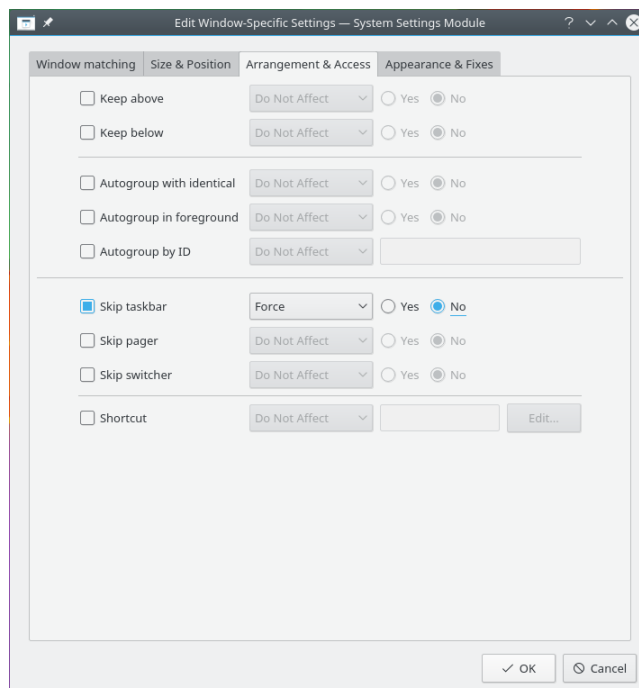 Edit Window-Specific Settings — System Settings Module
Window matching Size & Position Arrangement & Access Appearance & Fixes
Keep above Do Not Affect Yes No
Keep below Do Not Affect Yes No
Autogroup with identical Do Not Affect Yes No
Autogroup in foreground Do Not Affect Yes No
Autogroup by ID Do Not Affect
Skip taskbar Force Yes No
Skip pager Do Not Affect Yes No
Skip switcher Do Not Affect Yes No
Shortcut Do Not Affect Edit...
OK Cancel